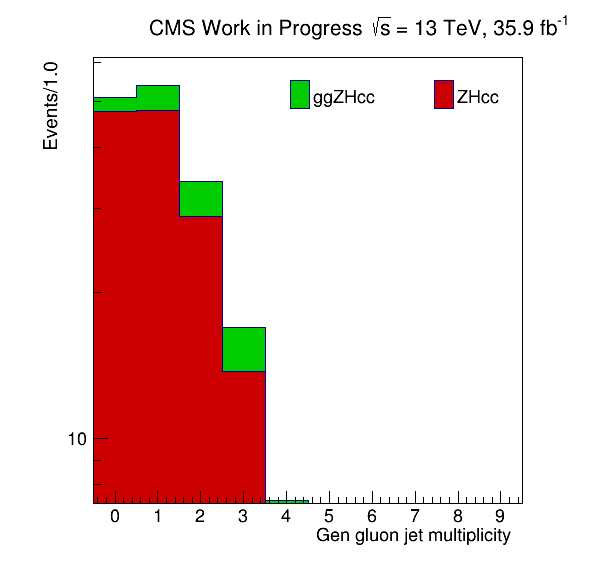 CMS Work in Progress √s = 13 TeV, 35.9 fb⁻¹
Events/1.0
ggZHcc ZHcc
10
0 1 2 3 4 5 6 7 8 9
Gen gluon jet multiplicity